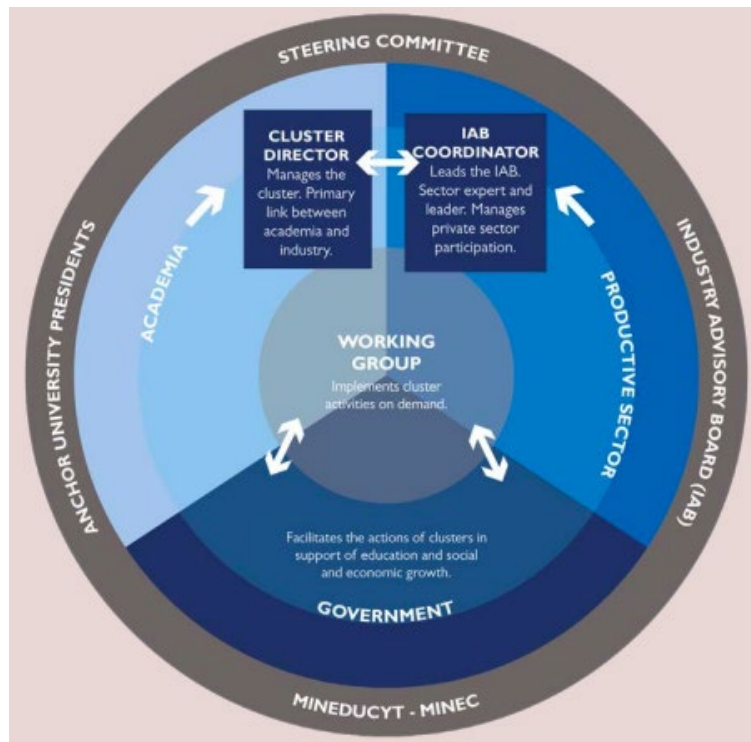 STEERING COMMITTEE
CLUSTER
DIRECTOR
Manages the
cluster. Primary
link between
academia and
industry.
IAB
COORDINATOR
Leads the IAB.
Sector expert and
leader. Manages
private sector
participation.
ANCHOR UNIVERSITY PRESIDENTS
ACADEMIA
WORKING
GROUP
Implements cluster
activities on demand.
PRODUCTIVE SECTOR
INDUSTRY ADVISORY BOARD (IAB)
Facilitates the actions of clusters in
support of education and social
and economic growth.
GOVERNMENT
MINEDUCYT - MINEC